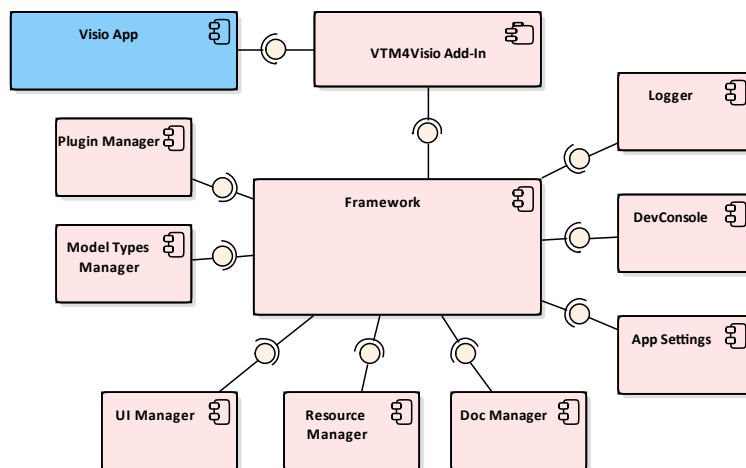 Visio App
VTM4Visio Add-In
Logger
Plugin Manager
Framework
DevConsole
Model Types
Manager
App Settings
UI Manager
Resource
Manager
Doc Manager